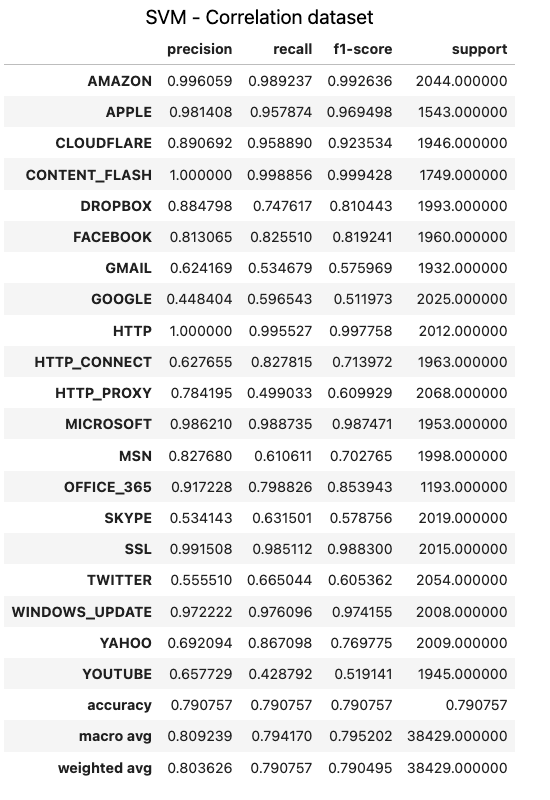 SVM - Correlation dataset
precision recall f1-score support
AMAZON 0.996059 0.989237 0.992636 2044.000000
APPLE 0.981408 0.957874 0.969498 1543.000000
CLOUDFLARE 0.890692 0.958890 0.923534 1946.000000
CONTENT_FLASH 1.000000 0.998856 0.999428 1749.000000
DROPBOX 0.884798 0.747617 0.810443 1993.000000
FACEBOOK 0.813065 0.825510 0.819241 1960.000000
GMAIL 0.624169 0.534679 0.575969 1932.000000
GOOGLE 0.448404 0.596543 0.511973 2025.000000
HTTP 1.000000 0.995527 0.997758 2012.000000
HTTP_CONNECT 0.627655 0.827815 0.713972 1963.000000
HTTP_PROXY 0.784195 0.499033 0.609929 2068.000000
MICROSOFT 0.986210 0.988735 0.987471 1953.000000
MSN 0.827680 0.610611 0.702765 1998.000000
OFFICE_365 0.917228 0.798826 0.853943 1193.000000
SKYPE 0.534143 0.631501 0.578756 2019.000000
SSL 0.991508 0.985112 0.988300 2015.000000
TWITTER 0.555510 0.665044 0.605362 2054.000000
WINDOWS_UPDATE 0.972222 0.976096 0.974155 2008.000000
YAHOO 0.692094 0.867098 0.769775 2009.000000
YOUTUBE 0.657729 0.428792 0.519141 1945.000000
accuracy 0.790757 0.790757 0.790757 0.790757
macro avg 0.809239 0.794170 0.795202 38429.000000
weighted avg 0.803626 0.790757 0.790495 38429.000000